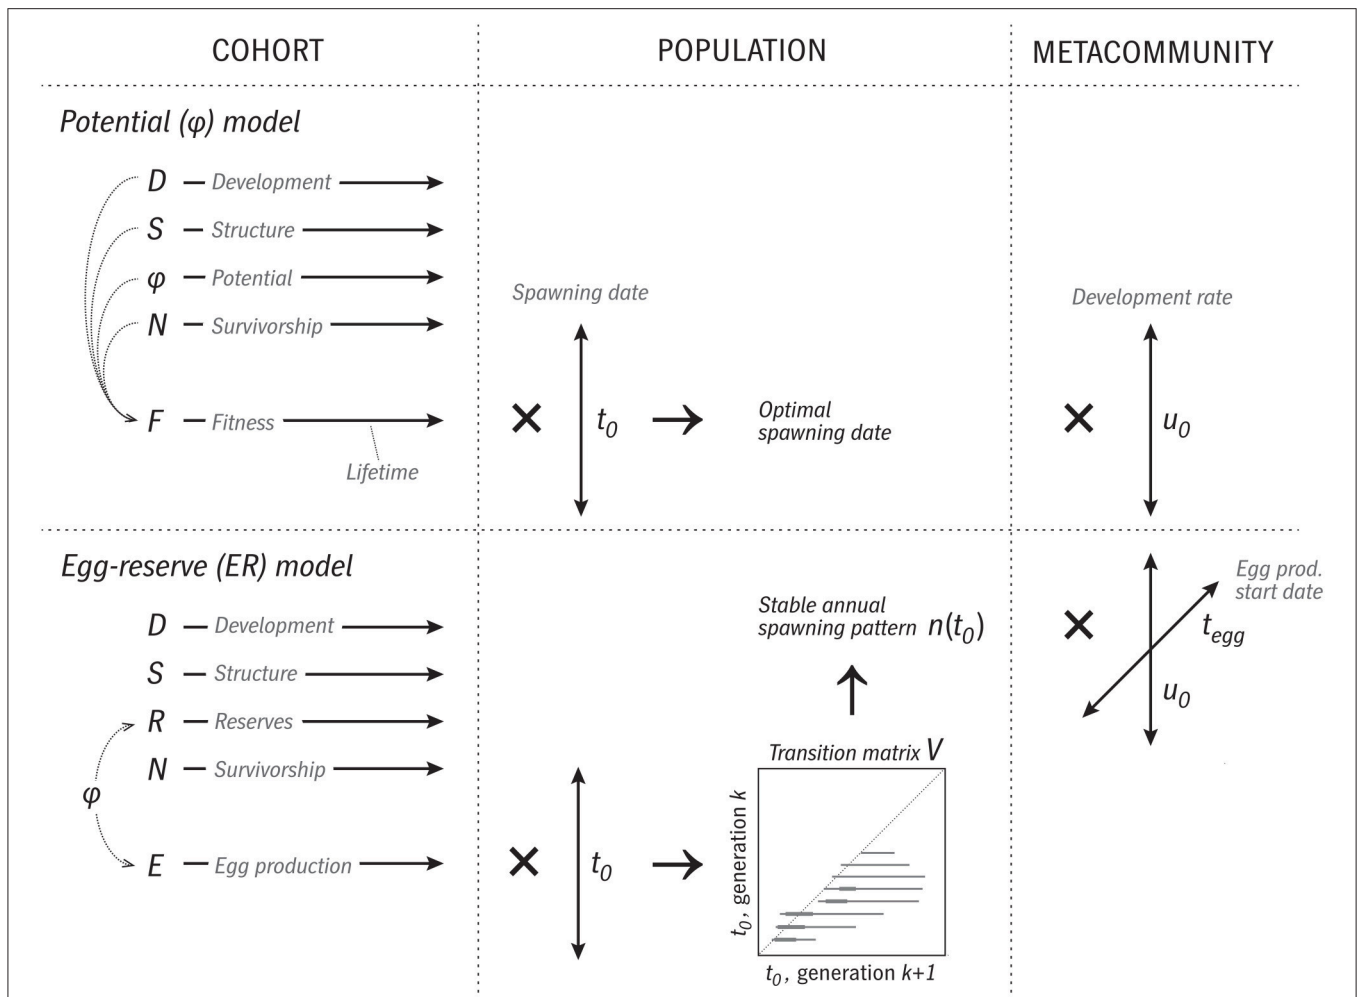 COHORT
POPULATION
METACOMMUNITY
Potential (φ) model
D Development
S Structure
φ Potential
N Survivorship
F Fitness
Lifetime
Spawning date
× t0
→ Optimal
spawning date
Development rate
× u0
Egg-reserve (ER) model
D Development
S Structure
R Reserves
N Survivorship
φ
E Egg production
× t0
Stable annual
spawning pattern n(t0)
Transition matrix V
t0, generation k
t0, generation k+1
Egg prod.
start date
× tegg
u0